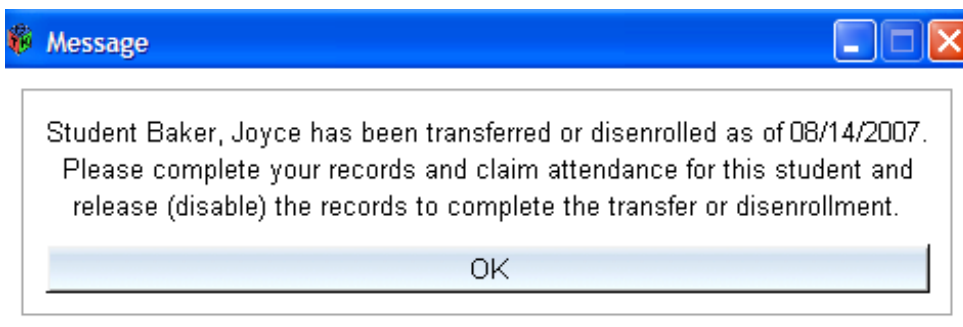 Message
Student Baker, Joyce has been transferred or disenrolled as of 08/14/2007.
Please complete your records and claim attendance for this student and
release (disable) the records to complete the transfer or disenrollment.
OK